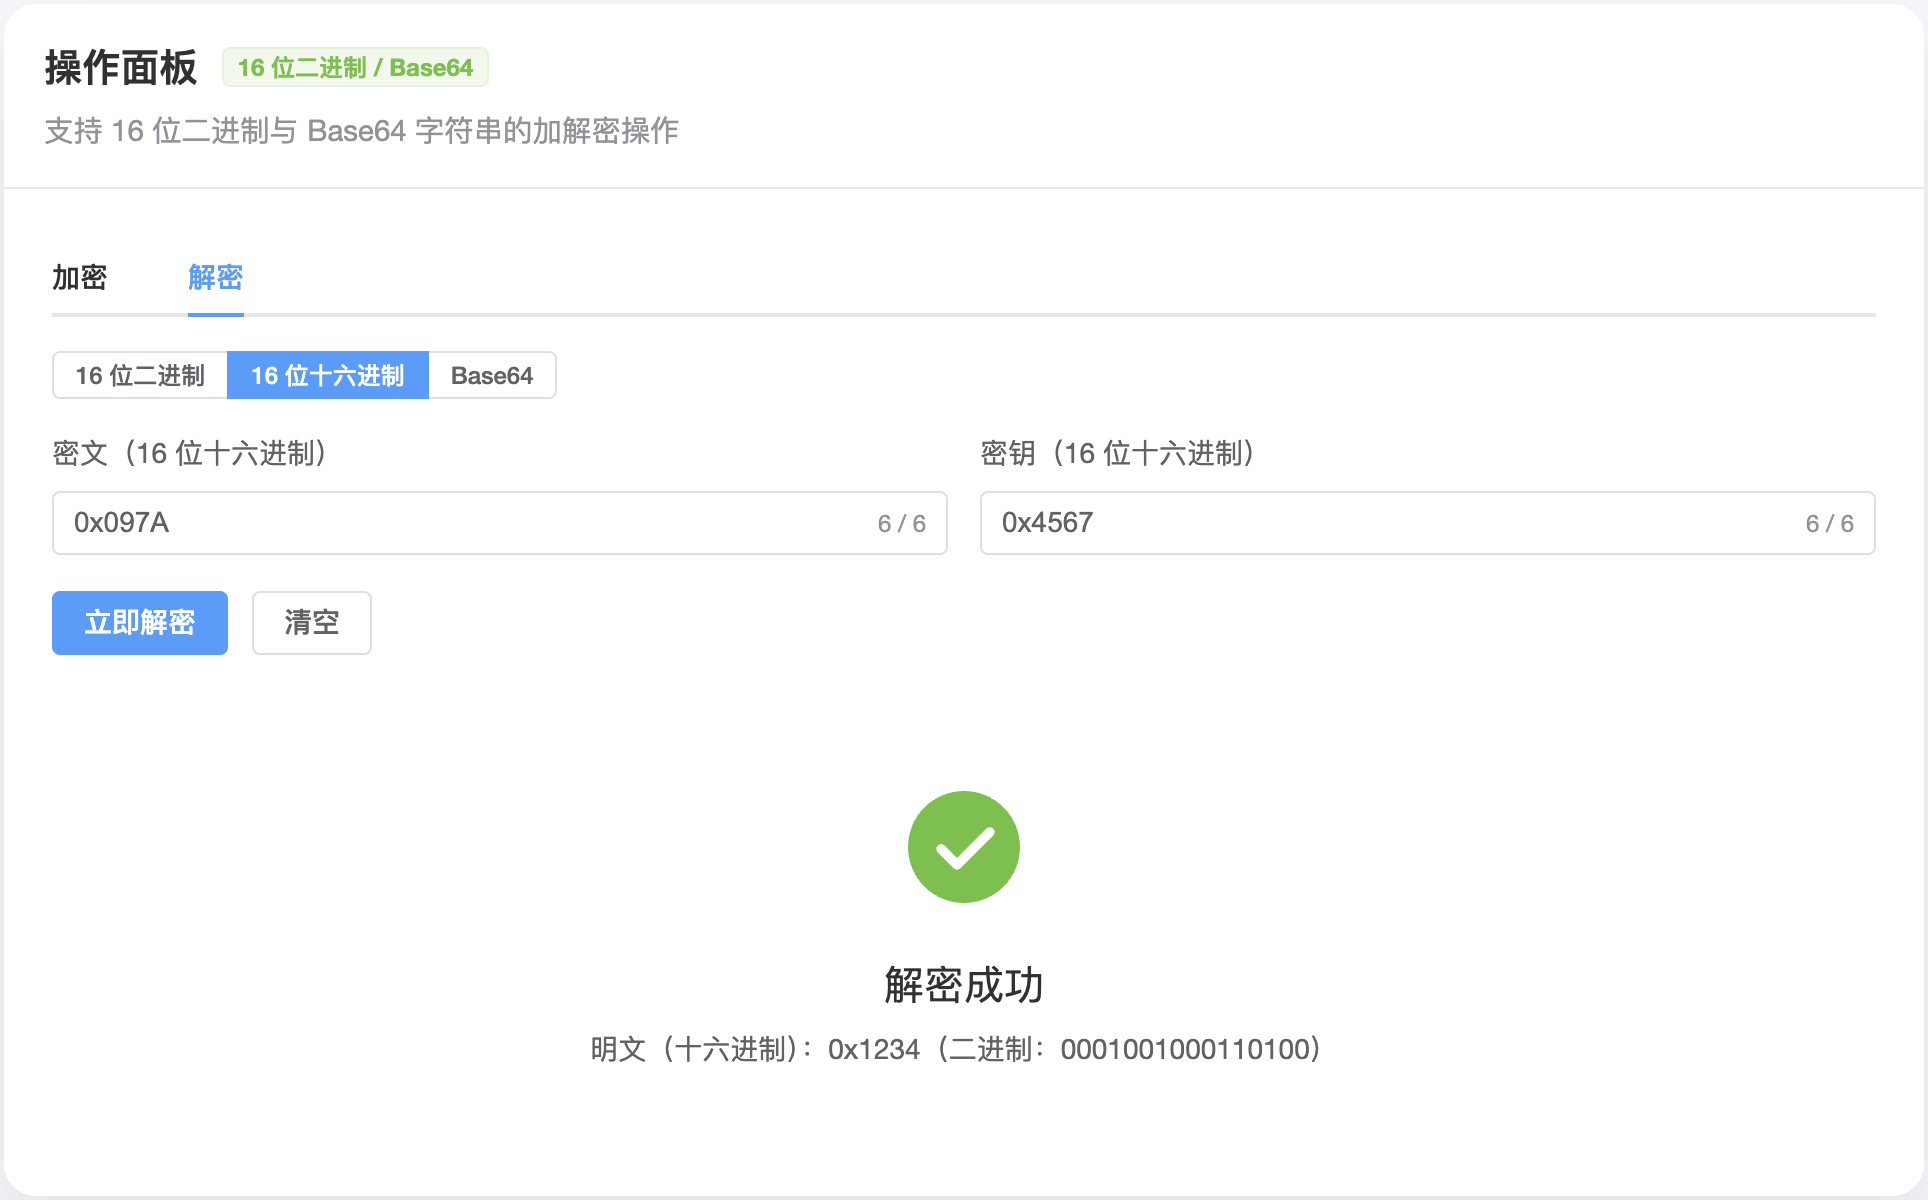 操作面板 16 位二进制 / Base64
支持 16 位二进制与 Base64 字符串的加解密操作
加密 解密
16 位二进制 16 位十六进制 Base64
密文（16 位十六进制） 密钥（16 位十六进制）
0x097A 6 / 6 0x4567 6 / 6
立即解密 清空
解密成功
明文（十六进制）：0x1234（二进制：0001001000110100）